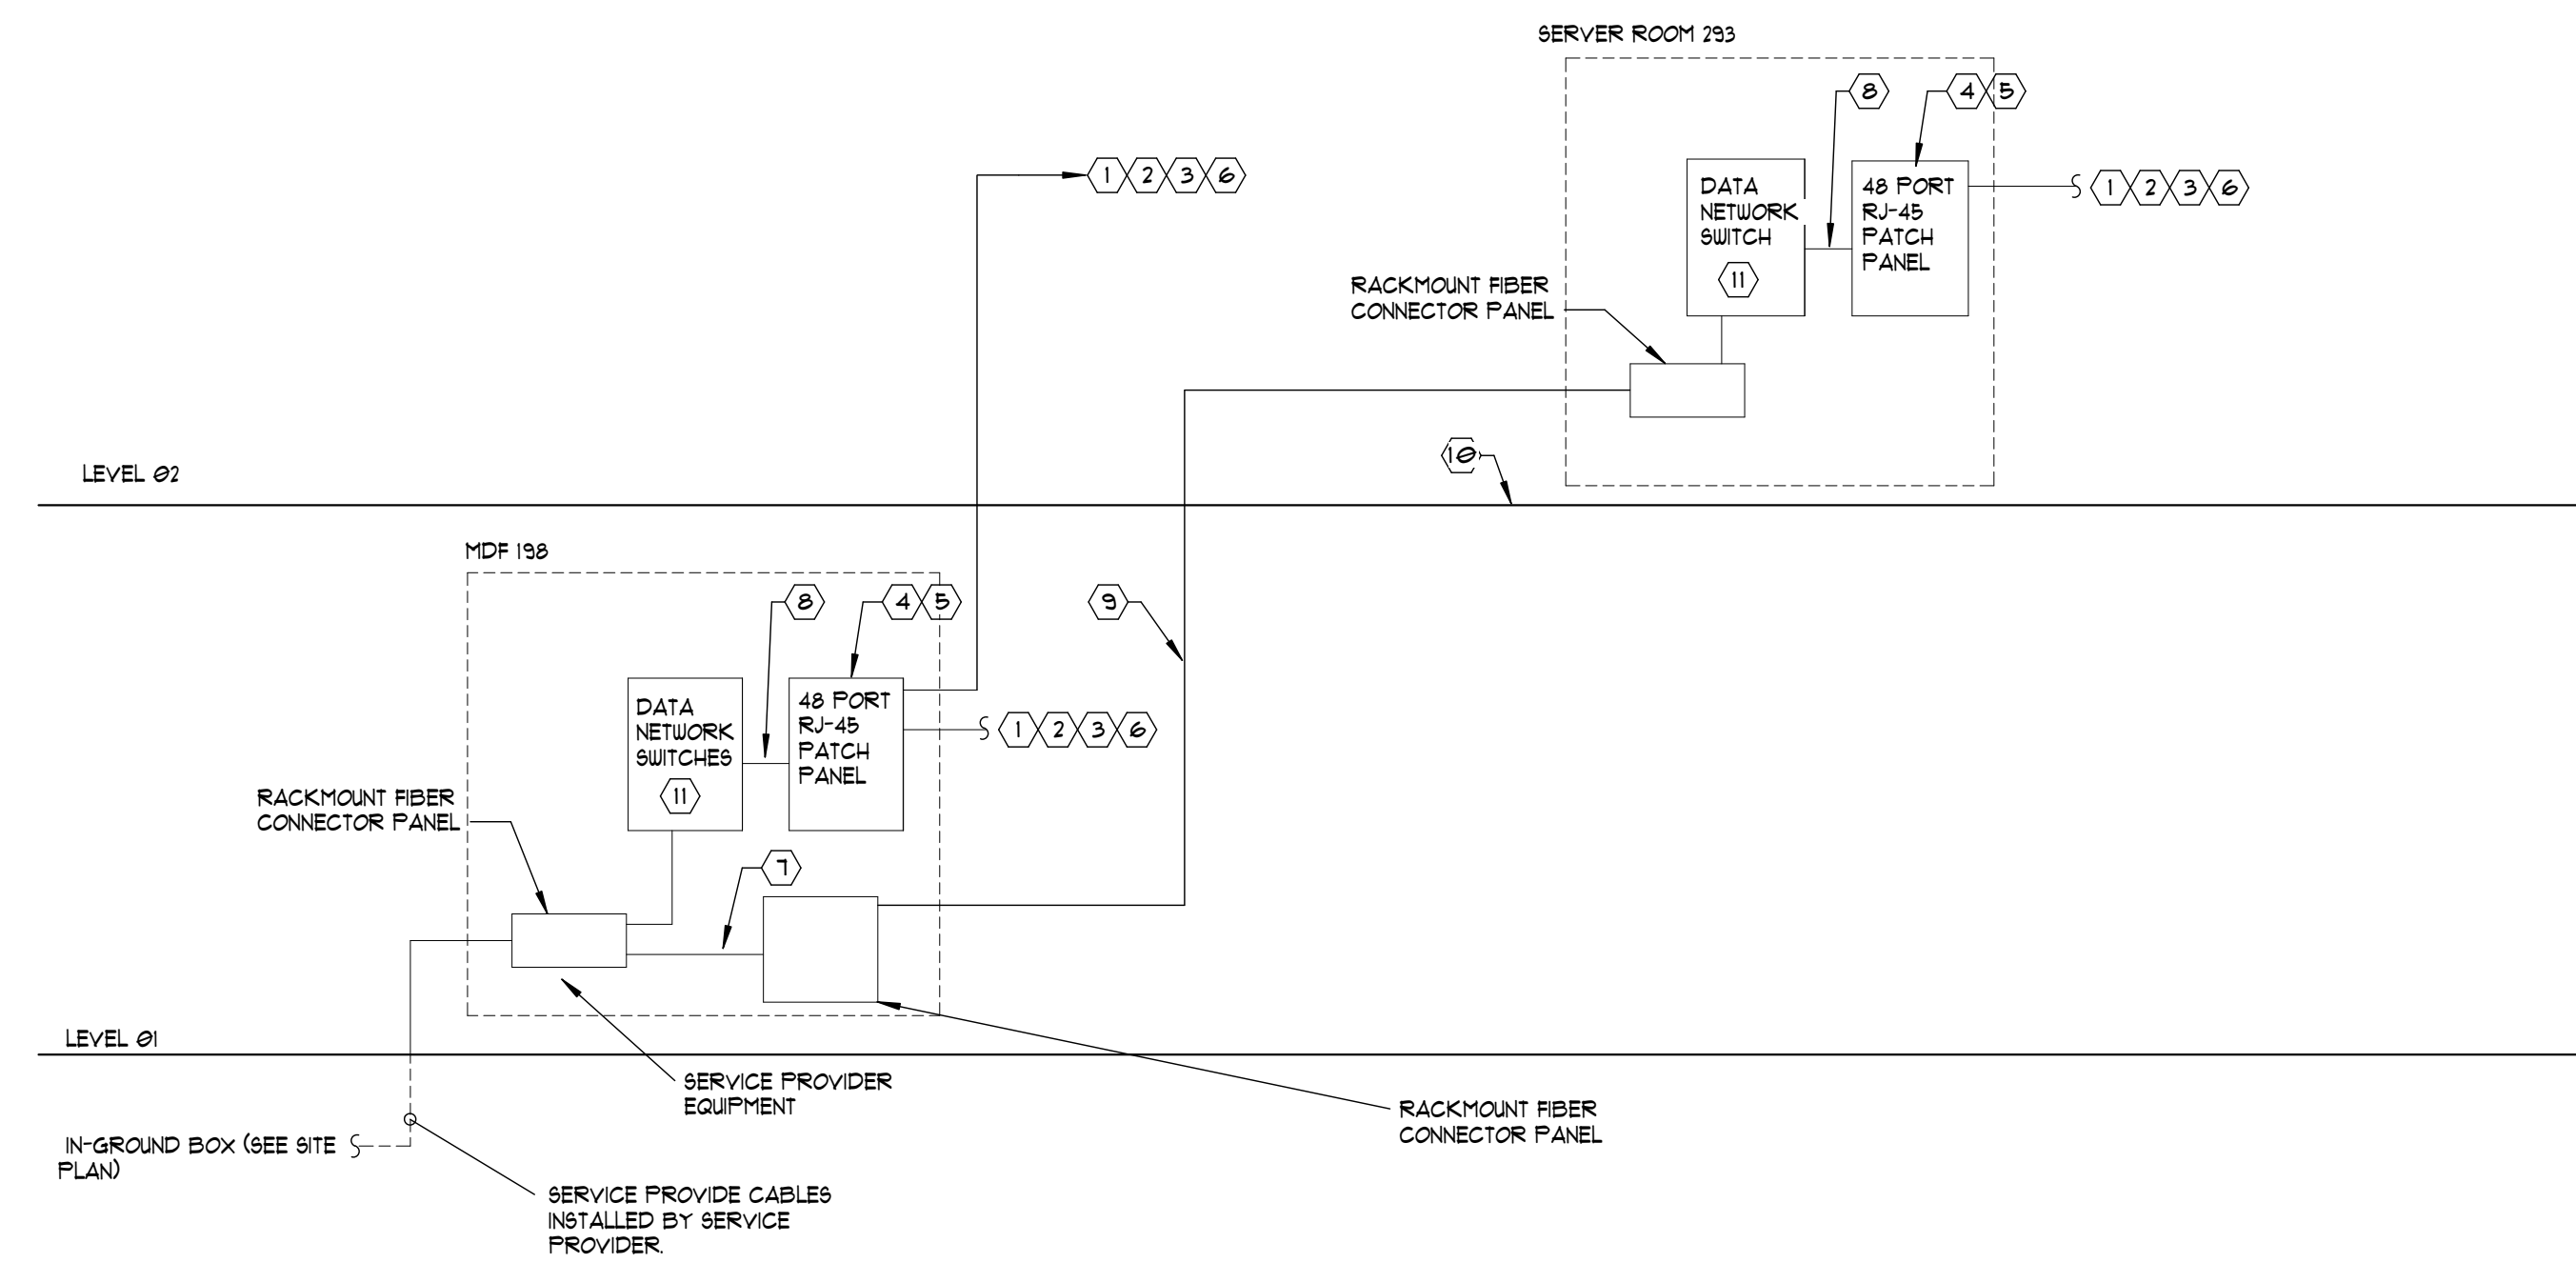 SERVER ROOM 293
8
4 5
1 2 3 6
DATA
NETWORK
SWITCH
11
48 PORT
RJ-45
PATCH
PANEL
1 2 3 6
RACKMOUNT FIBER
CONNECTOR PANEL
10
LEVEL 02
MDF 198
8
4 5
9
DATA
NETWORK
SWITCHES
11
48 PORT
RJ-45
PATCH
PANEL
1 2 3 6
RACKMOUNT FIBER
CONNECTOR PANEL
7
LEVEL 01
SERVICE PROVIDER
EQUIPMENT
RACKMOUNT FIBER
CONNECTOR PANEL
IN-GROUND BOX (SEE SITE
PLAN)
SERVICE PROVIDE CABLES
INSTALLED BY SERVICE
PROVIDER.